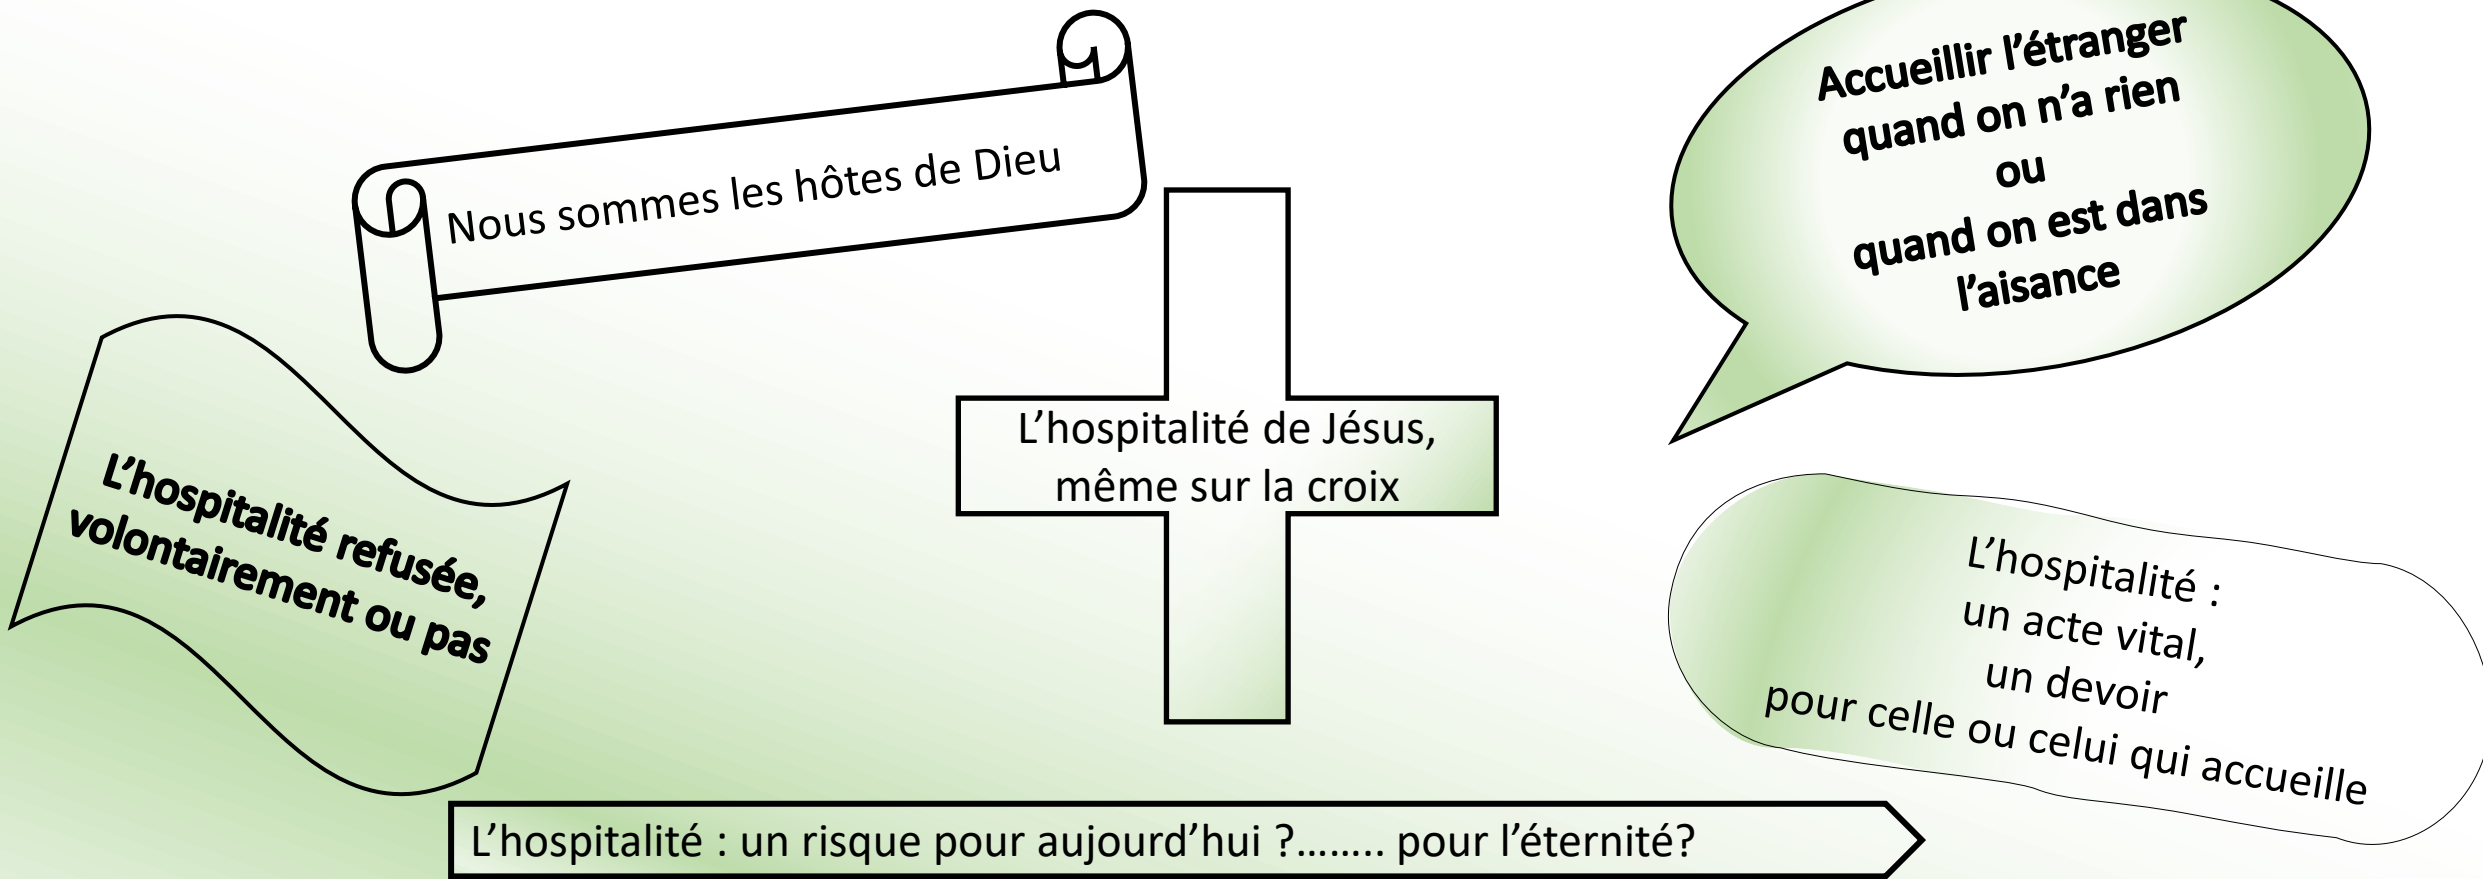 Nous sommes les hôtes de Dieu
Accueillir l’étranger
quand on n’a rien
ou
quand on est dans
l’aisance
L’hospitalité refusée,
volontairement ou pas
L’hospitalité de Jésus,
même sur la croix
L’hospitalité :
un acte vital,
un devoir
pour celle ou celui qui accueille
L’hospitalité : un risque pour aujourd’hui ?…….. pour l’éternité?